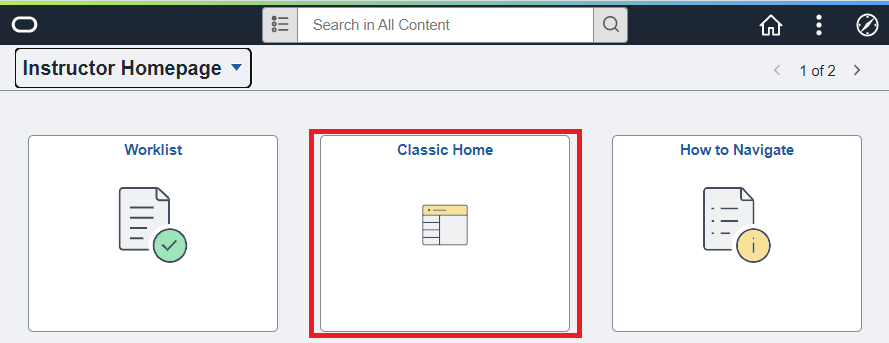 Search in All Content
Instructor Homepage
1 of 2
Worklist
Classic Home
How to Navigate